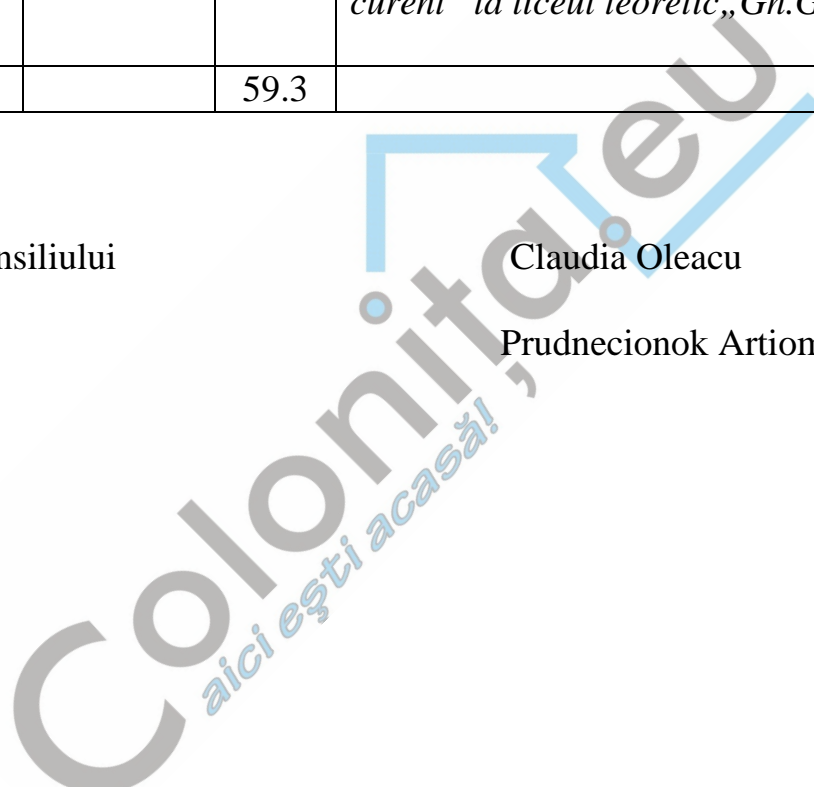 curent" la liceul teoretic„Gh.G
59.3
nsiliului Claudia Oleacu
Prudnecionok Artiom
Colonița.eu
aici ești acasă!